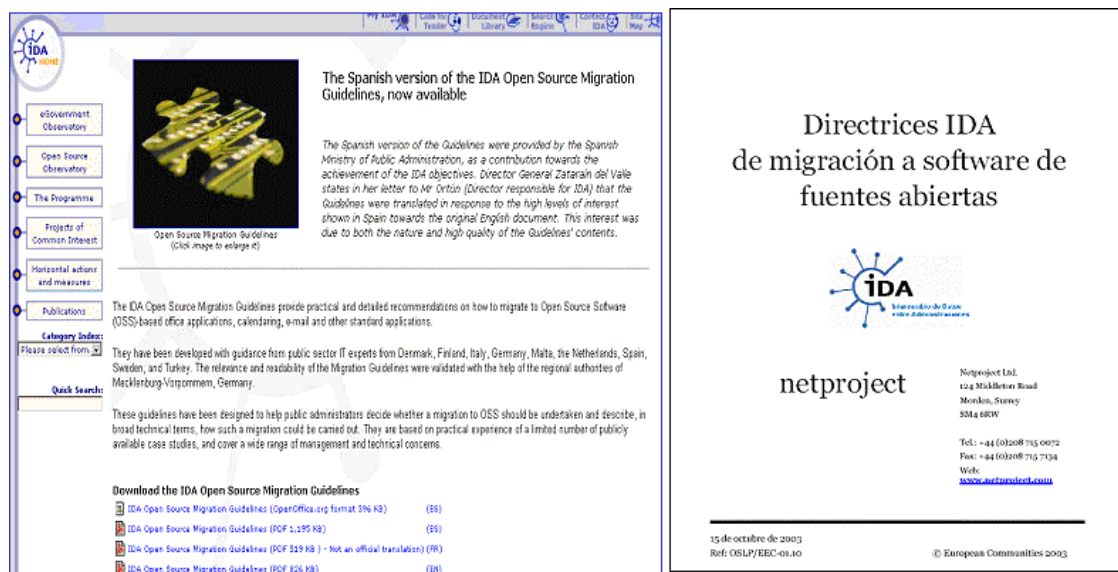 My IDA
Call for Tender
Document Library
Search Engine
Contact IDA
Site Map
iDA
HOME
eGovernment
Observatory
Open Source
Observatory
The Programme
Projects of
Common Interest
Horizontal actions
and measures
Publications
Category Index:
Please select from
Quick Search:
The Spanish version of the IDA Open Source Migration
Guidelines, now available
The Spanish version of the Guidelines were provided by the Spanish
Ministry of Public Administration, as a contribution towards the
achievement of the IDA objectives. Director General Zatarain del Valle
states in her letter to Mr Ortún (Director responsible for IDA) that the
Guidelines were translated in response to the high levels of interest
shown in Spain towards the original English document. This interest was
due to both the nature and high quality of the Guidelines' contents.
Open Source Migration Guidelines
(Click image to enlarge it)
The IDA Open Source Migration Guidelines provide practical and detailed recommendations on how to migrate to Open Source Software
(OSS)-based office applications, calendaring, e-mail and other standard applications.
They have been developed with guidance from public sector IT experts from Denmark, Finland, Italy, Germany, Malta, the Netherlands, Spain,
Sweden, and Turkey. The relevance and readability of the Migration Guidelines were validated with the help of the regional authorities of
Mecklenburg-Vorpommern, Germany.
These guidelines have been designed to help public administrators decide whether a migration to OSS should be undertaken and describe, in
broad technical terms, how such a migration could be carried out. They are based on practical experience of a limited number of publicly
available case studies, and cover a wide range of management and technical concerns.
Download the IDA Open Source Migration Guidelines
IDA Open Source Migration Guidelines (OpenOffice.org format 396 KB) (ES)
IDA Open Source Migration Guidelines (PDF 1,195 KB) (ES)
IDA Open Source Migration Guidelines (PDF 519 KB ) - Not an official translation) (FR)
IDA Open Source Migration Guidelines (PDF 826 KB) (EN)
Directrices IDA
de migración a software de
fuentes abiertas
iDA
Intercambio de Datos
entre Administraciones
netproject
Netproject Ltd.
124 Middleton Road
Morden, Surrey
SM4 6RW
Tel.: +44 (0)208 715 0072
Fax: +44 (0)208 715 7134
Web:
www.netproject.com
15 de octubre de 2003
Ref: OSLP/EEC-01.10
© European Communities 2003